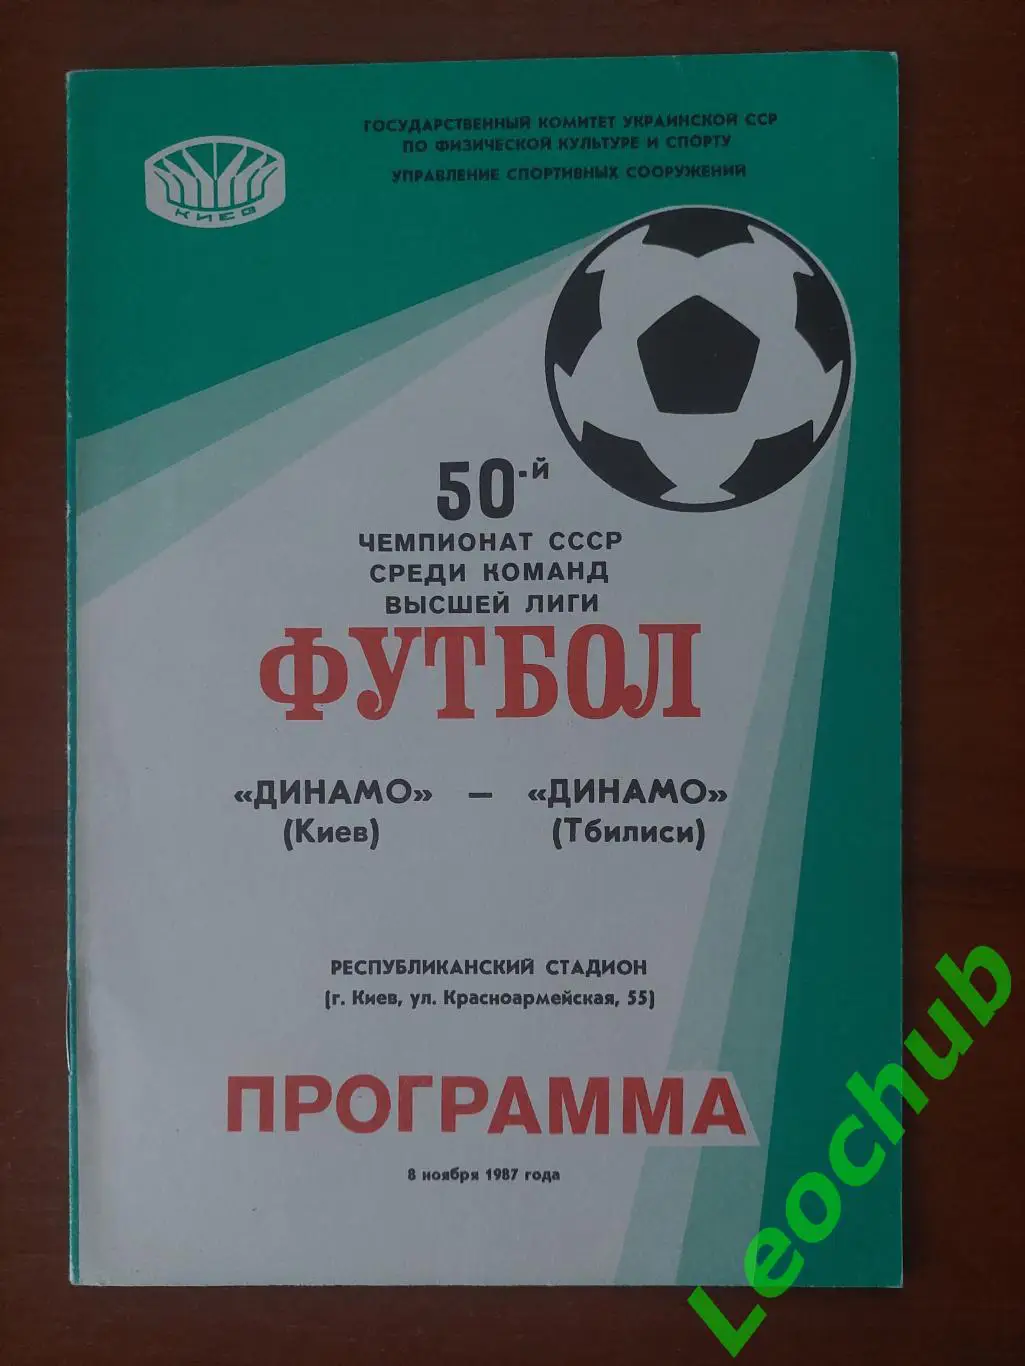 ГОСУДАРСТВЕННЫЙ КОМИТЕТ УКРАИНСКОЙ ССР
ПО ФИЗИЧЕСКОЙ КУЛЬТУРЕ И СПОРТУ
УПРАВЛЕНИЕ СПОРТИВНЫХ СООРУЖЕНИЙ
КИЕВ
50-й
ЧЕМПИОНАТ СССР
СРЕДИ КОМАНД
ВЫСШЕЙ ЛИГИ
ФУТБОЛ
«ДИНАМО» — «ДИНАМО»
(Киев) (Тбилиси)
РЕСПУБЛИКАНСКИЙ СТАДИОН
(г. Киев, ул. Красноармейская, 55)
ПРОГРАММА
8 ноября 1987 года
Leochub